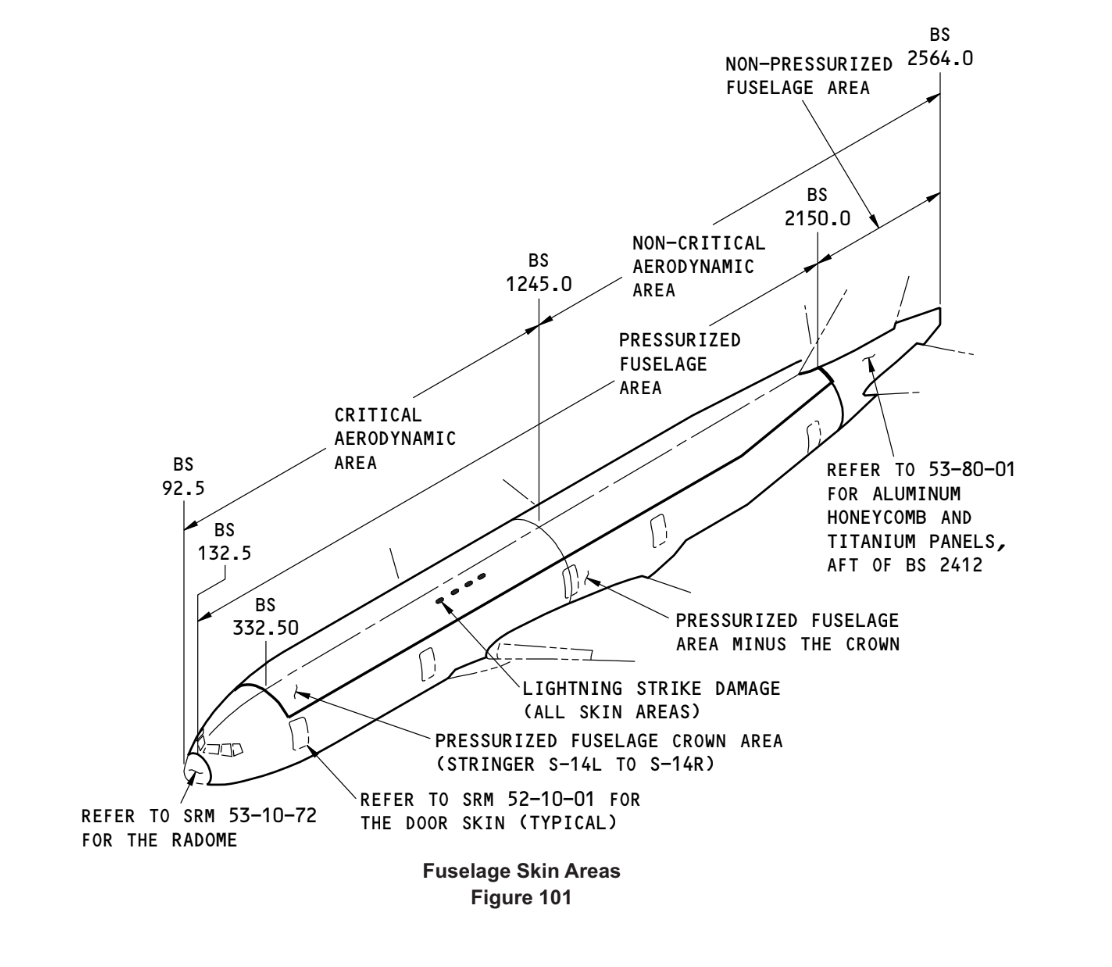 BS
2564.0
NON-PRESSURIZED
FUSELAGE AREA
BS
2150.0
NON-CRITICAL
AERODYNAMIC
AREA
BS
1245.0
PRESSURIZED
FUSELAGE
AREA
CRITICAL
AERODYNAMIC
AREA
BS
92.5
BS
132.5
BS
332.50
REFER TO 53-80-01
FOR ALUMINUM
HONEYCOMB AND
TITANIUM PANELS,
AFT OF BS 2412
PRESSURIZED FUSELAGE
AREA MINUS THE CROWN
LIGHTNING STRIKE DAMAGE
(ALL SKIN AREAS)
PRESSURIZED FUSELAGE CROWN AREA
(STRINGER S-14L TO S-14R)
REFER TO SRM 52-10-01 FOR
THE DOOR SKIN (TYPICAL)
REFER TO SRM 53-10-72
FOR THE RADOME
Fuselage Skin Areas
Figure 101